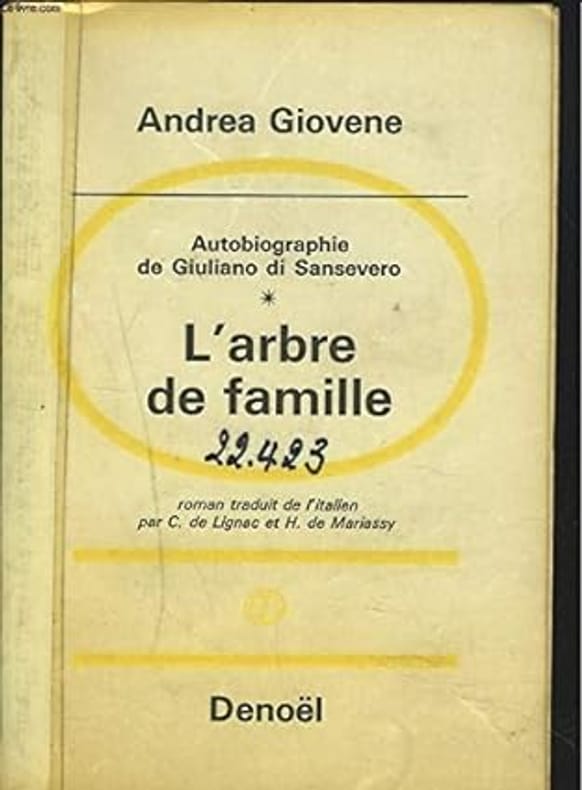 Andrea Giovene
Autobiographie
de Giuliano di Sansevero
*
L'arbre
de famille
22.423
roman traduit de l'italien
par C. de Lignac et H. de Mariassy
Denoël